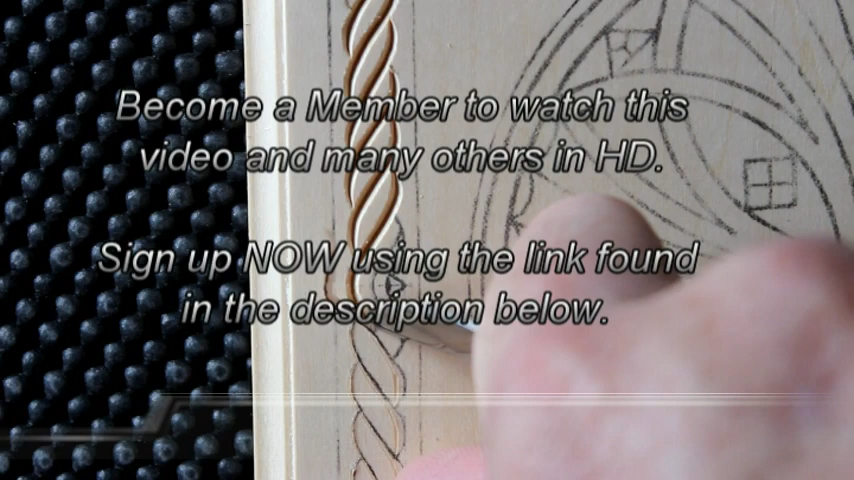 Become a Member to watch this
video and many others in HD.
Sign up NOW using the link found
in the description below.